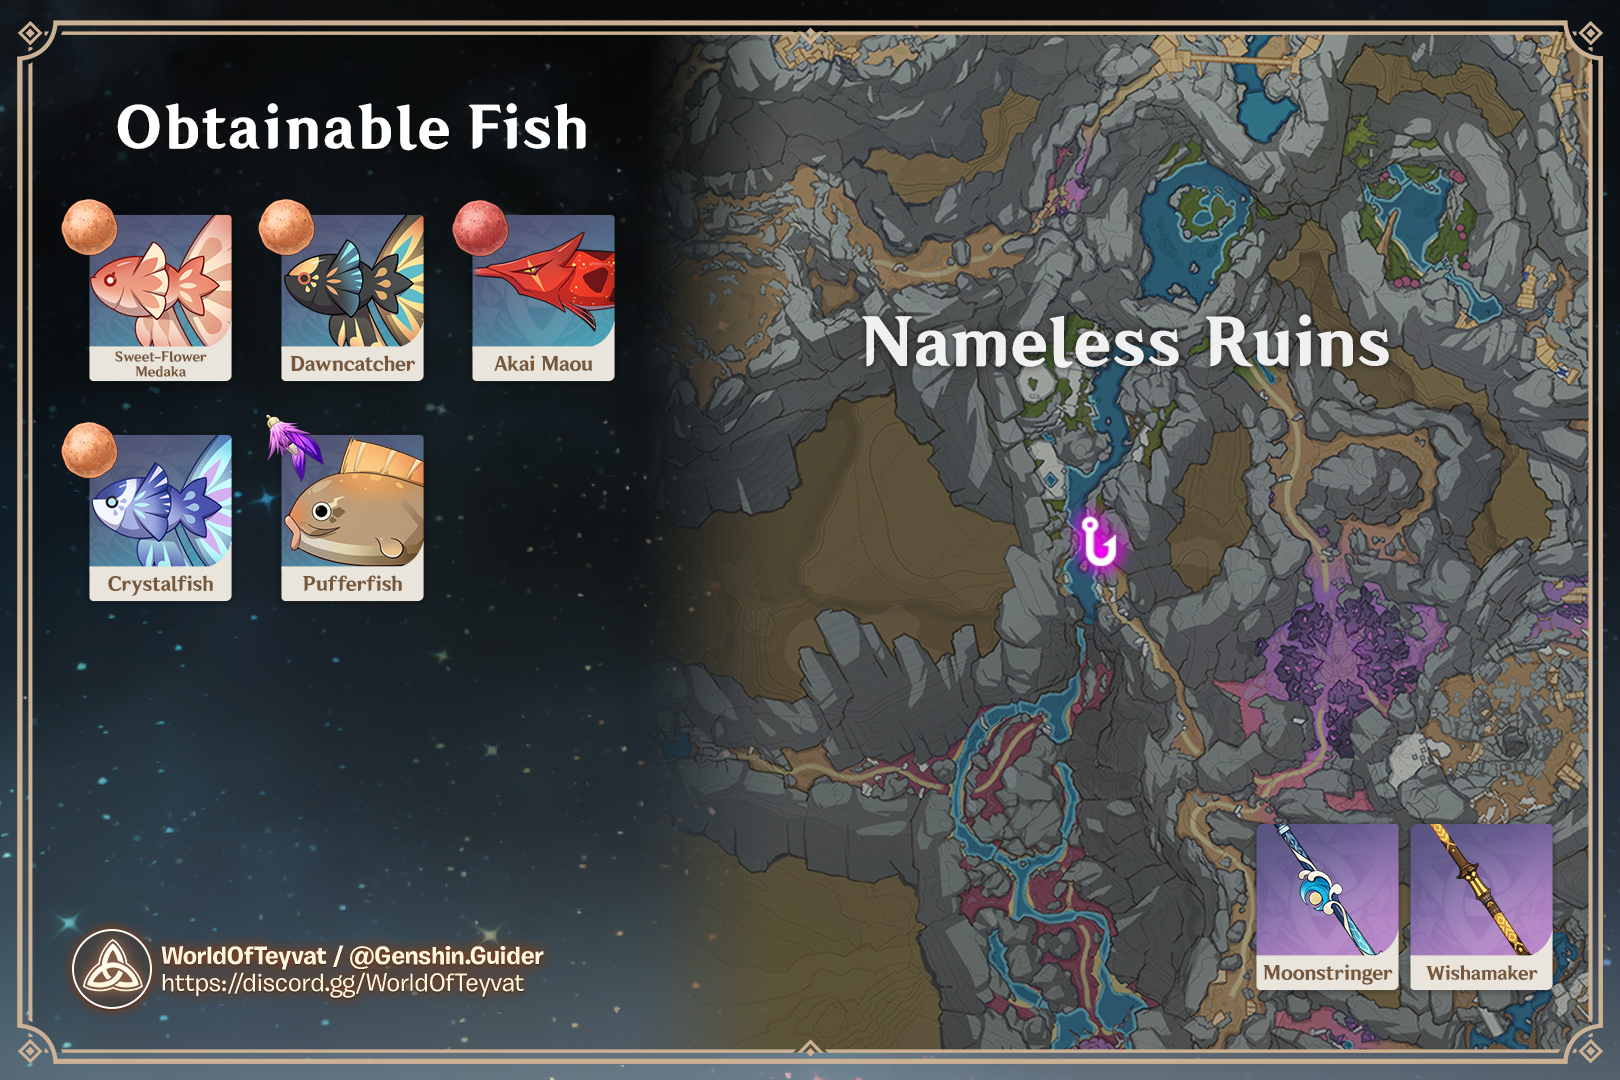 Obtainable Fish
Sweet-Flower
Medaka
Dawncatcher
Akai Maou
Crystalfish
Pufferfish
Nameless Ruins
Moonstringer
Wishamaker
WorldOfTeyvat / @Genshin.Guider
https://discord.gg/WorldOfTeyvat